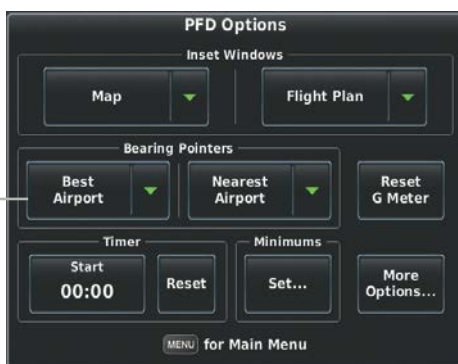 PFD Options
Inset Windows
Map
Flight Plan
Bearing Pointers
Best
Airport
Nearest
Airport
Reset
G Meter
Timer
Minimums
Start
00:00
Reset
Set...
More
Options...
MENU for Main Menu